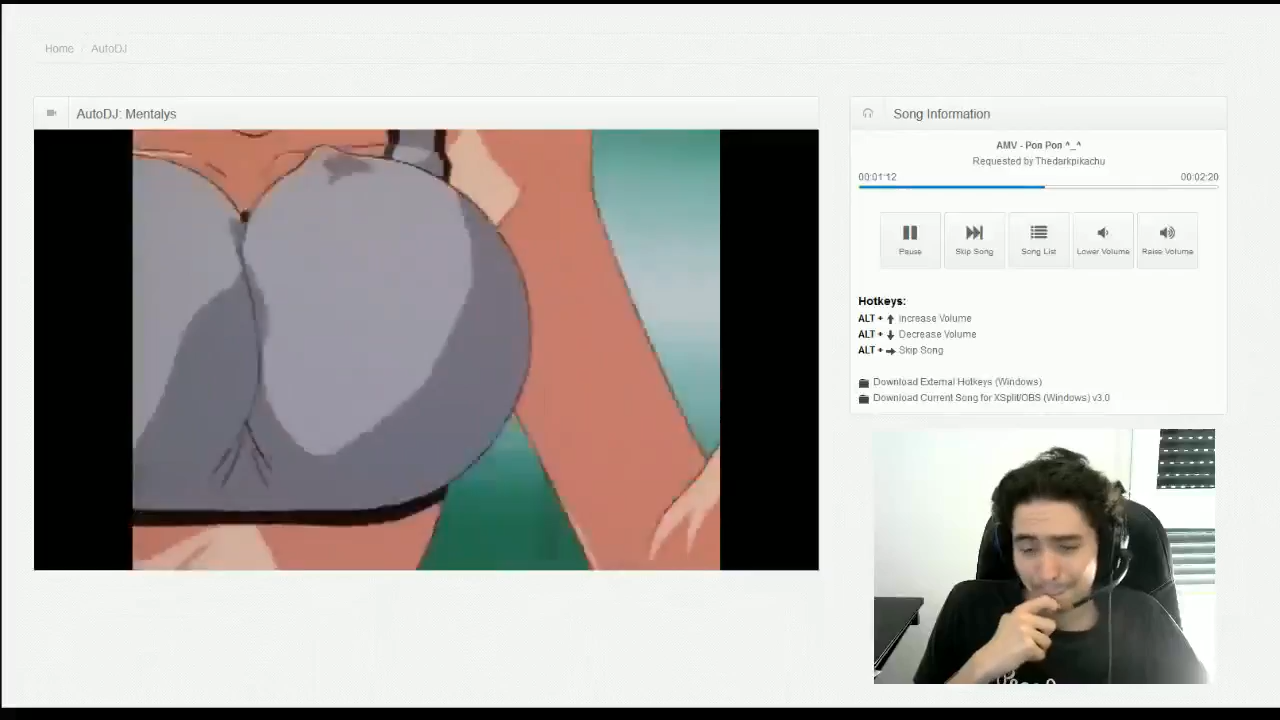 Home / AutoDJ
AutoDJ: Mentalys
Song Information
AMV - Pon Pon ^_^
Requested by Thedarkpikachu
00:01:12
00:02:20
Pause
Skip Song
Song List
Lower Volume
Raise Volume
Hotkeys:
ALT + Increase Volume
ALT + Decrease Volume
ALT + Skip Song
Download External Hotkeys (Windows)
Download Current Song for XSplit/OBS (Windows) v3.0